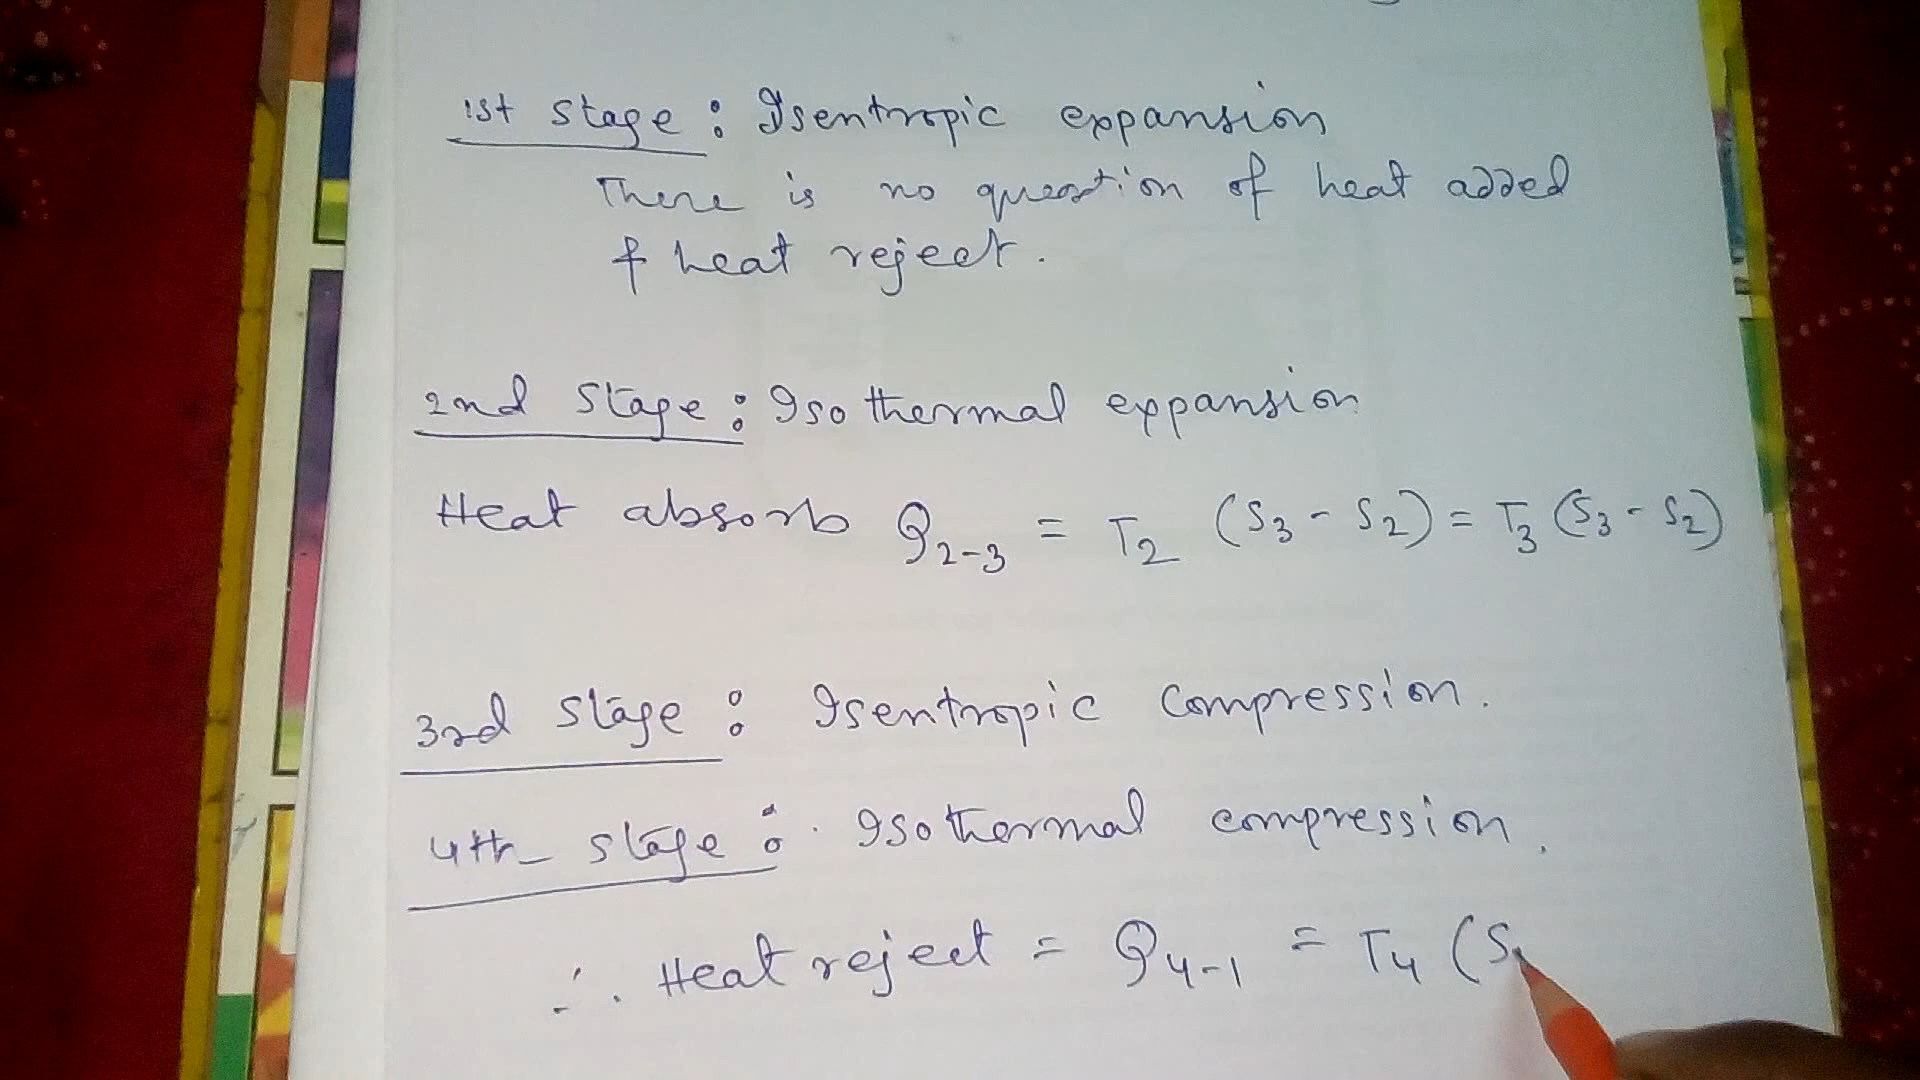 1st stage : Isentropic expansion
There is no question of heat added
& heat reject.
2nd stage : Isothermal expansion
Heat absorb Q2-3 = T2 (S3 - S2) = T3 (S3 - S2)
3rd stage : Isentropic compression.
4th stage : Isothermal compression.
∴ Heat reject = Q4-1 = T4 (S